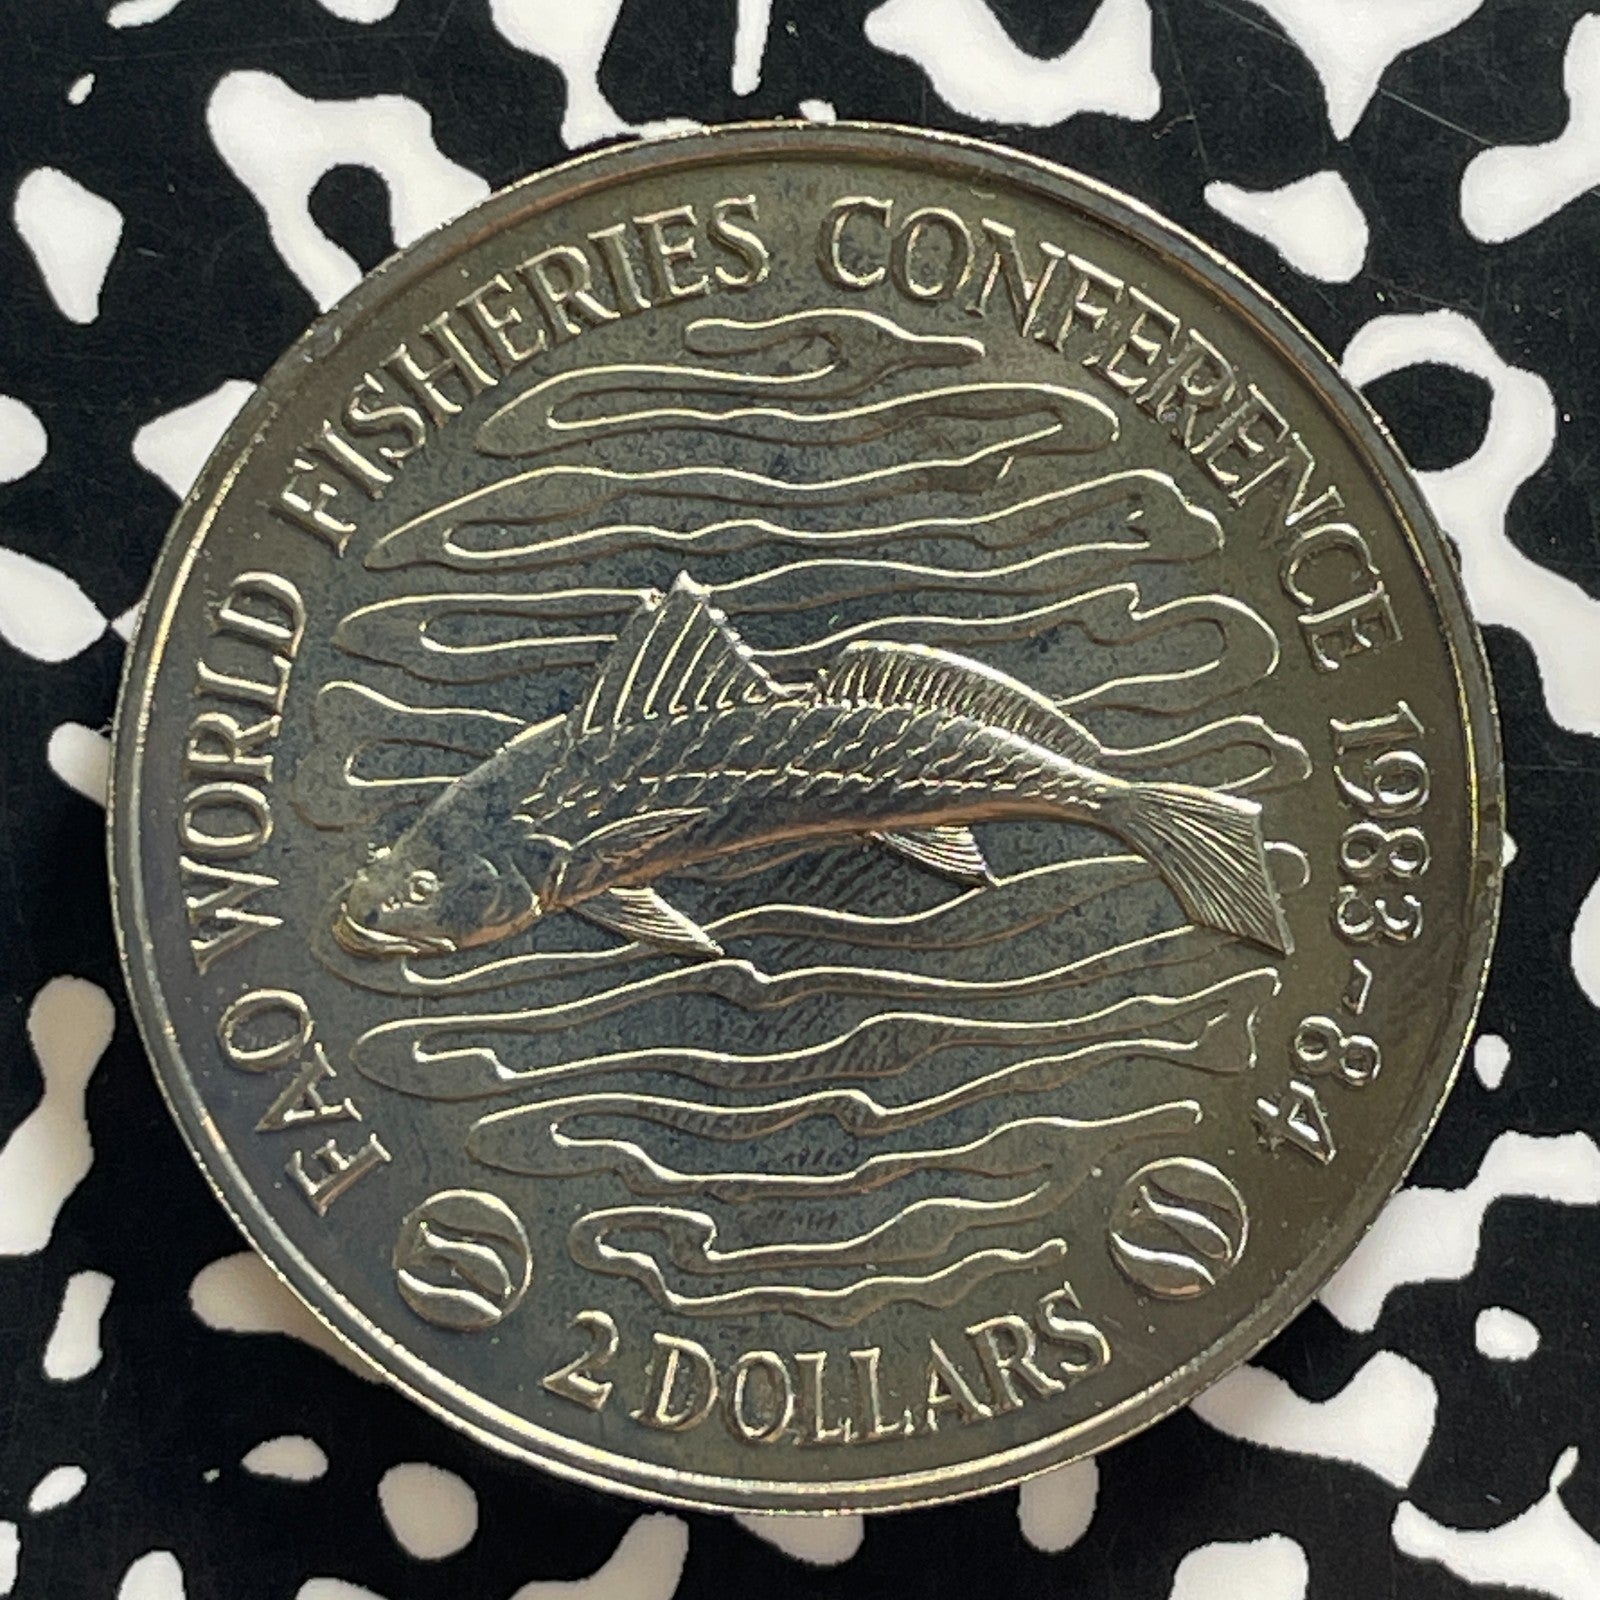 FAO WORLD FISHERIES CONFERENCE 1983-84
2 DOLLARS